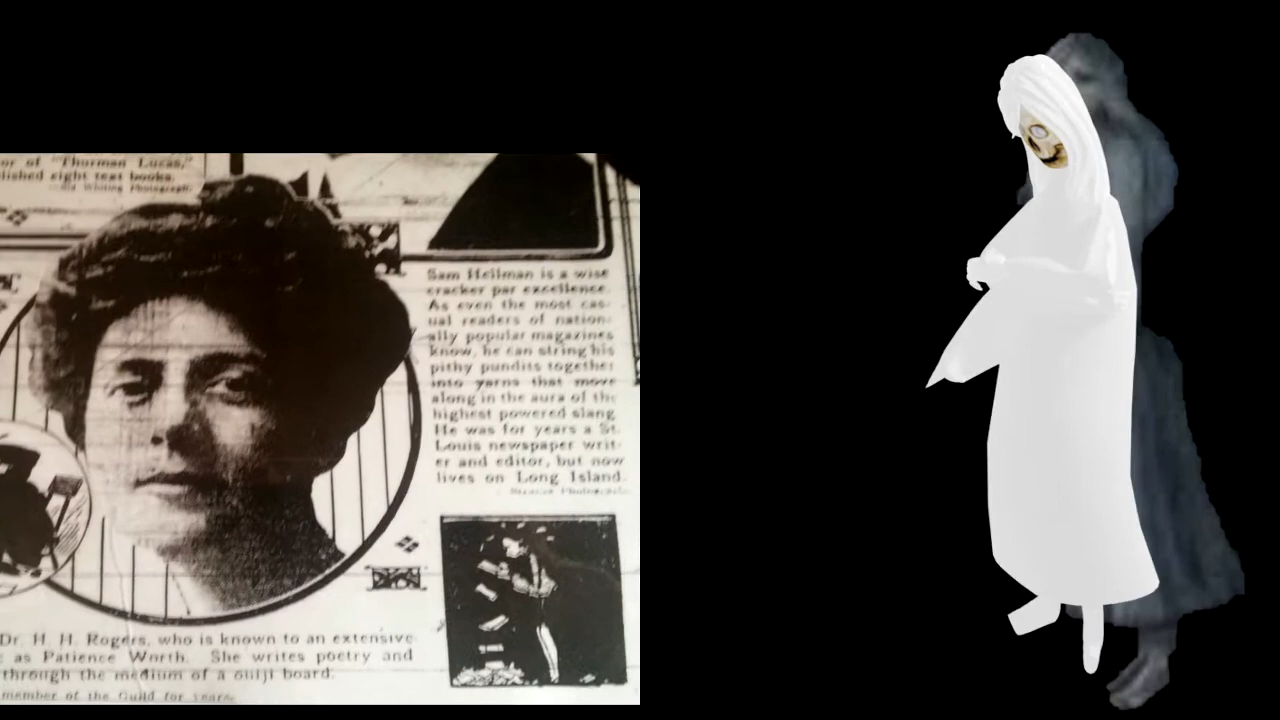 or of "Thurman Lucas,"
lished eight text books.
Photograph
Sam Hellman is a wise
cracker par excellence.
As even the most cas-
ual readers of nation-
ally popular magazines
know, he can string his
pithy pundits together
into yarns that move
along in the aura of the
highest powered slang.
He was for years a St.
Louis newspaper writ-
er and editor, but now
lives on Long Island.
Dr. H. H. Rogers, who is known to an extensive
as Patience Worth. She writes poetry and
through the medium of a ouiji board.
member of the Guild for years.